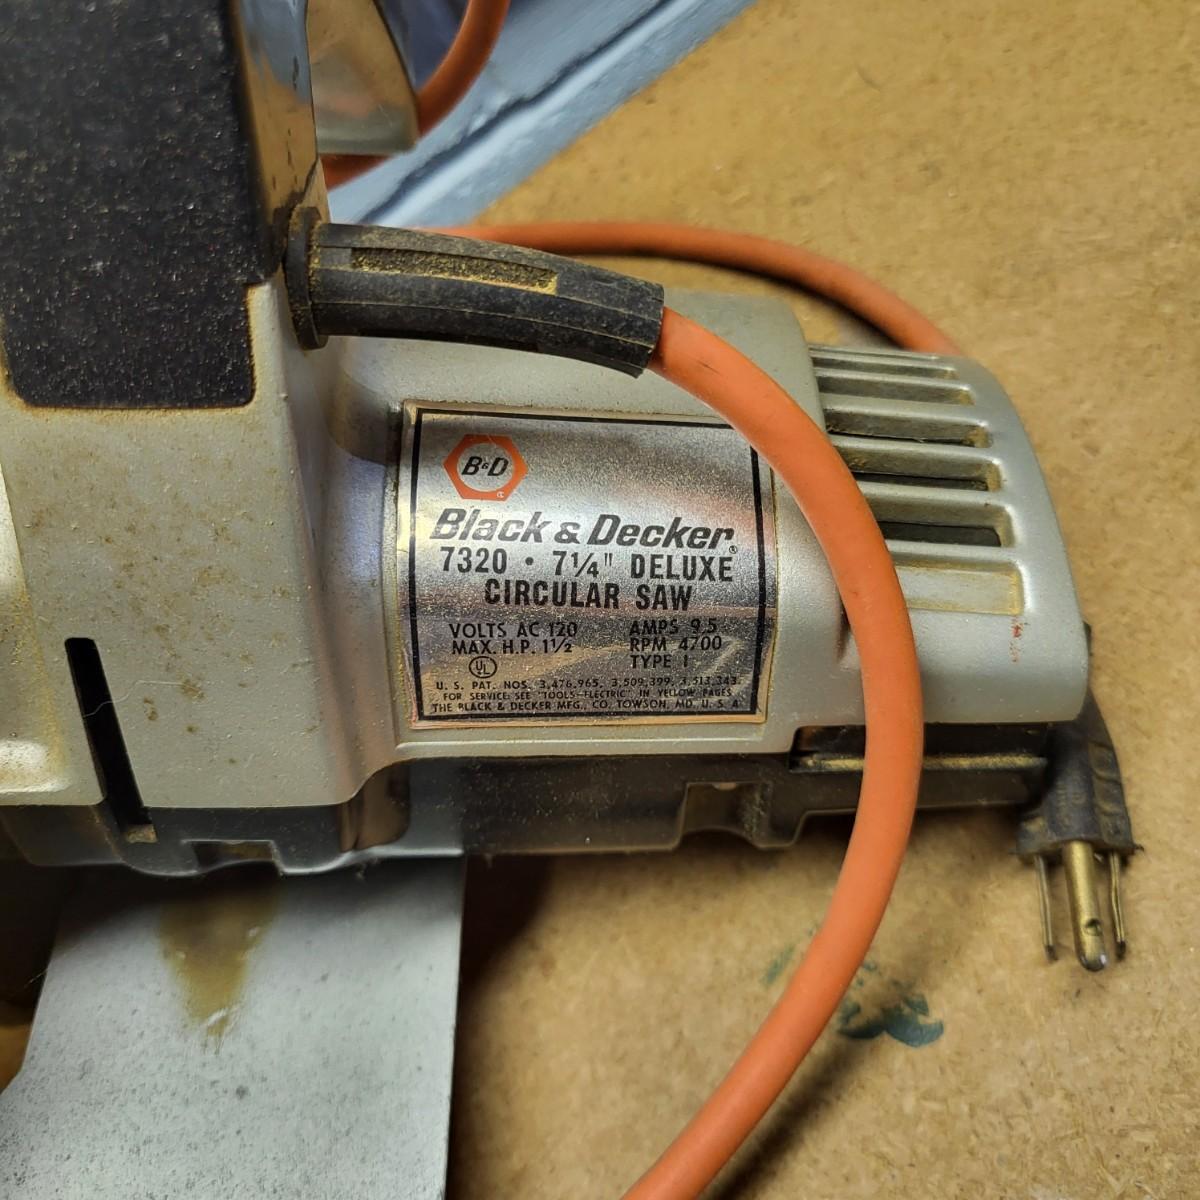 B&D
Black & Decker®
7320 • 7¼" DELUXE
CIRCULAR SAW
VOLTS AC 120 AMPS 9.5
MAX. H.P. 1½ RPM 4700
UL TYPE 1
U. S. PAT. NOS. 3,476,965, 3,509,399, 3,513,343
FOR SERVICE SEE "TOOLS-ELECTRIC" IN YELLOW PAGES
THE BLACK & DECKER MFG., CO. TOWSON, MD. U. S. A.